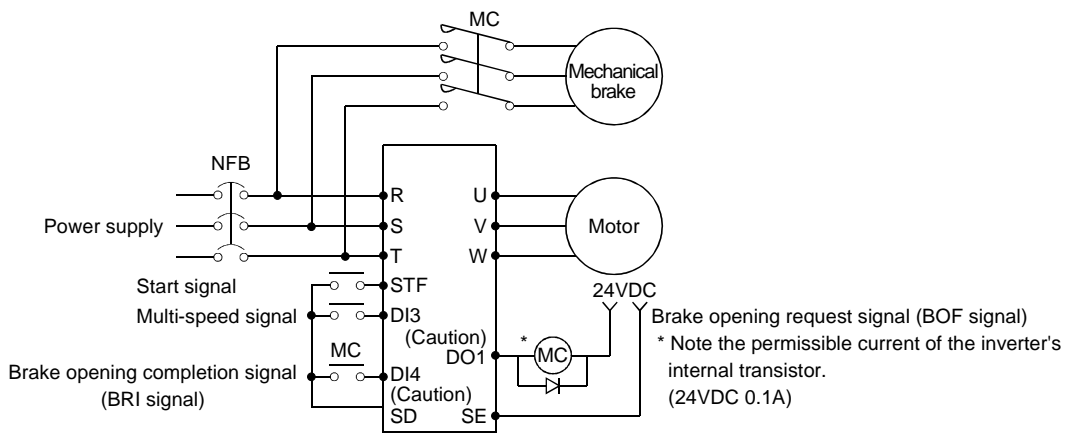 MC
Mechanical
brake
NFB
R
U
Power supply
S
V
Motor
T
W
Start signal
STF
24VDC
Multi-speed signal
DI3
Brake opening request signal (BOF signal)
(Caution)
*
MC
* Note the permissible current of the inverter's
internal transistor.
(24VDC 0.1A)
DO1
MC
Brake opening completion signal
(BRI signal)
DI4
(Caution)
SD
SE